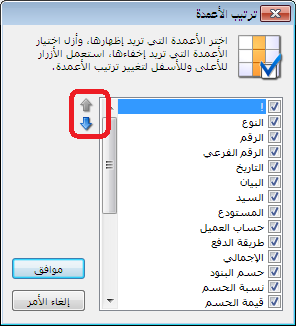 ترتيب الأعمدة
اختر الأعمدة التي تريد إظهارها، وأزل اختيار
الأعمدة التي تريد إخفاءها، استعمل الأزرار
للأعلى وللأسفل لتغيير ترتيب الأعمدة.
!
النوع
الرقم
الرقم الفرعي
التاريخ
البيان
السيد
المستودع
حساب العميل
طريقة الدفع
الإجمالي
حسم البنود
نسبة الحسم
قيمة الحسم
موافق
إلغاء الأمر